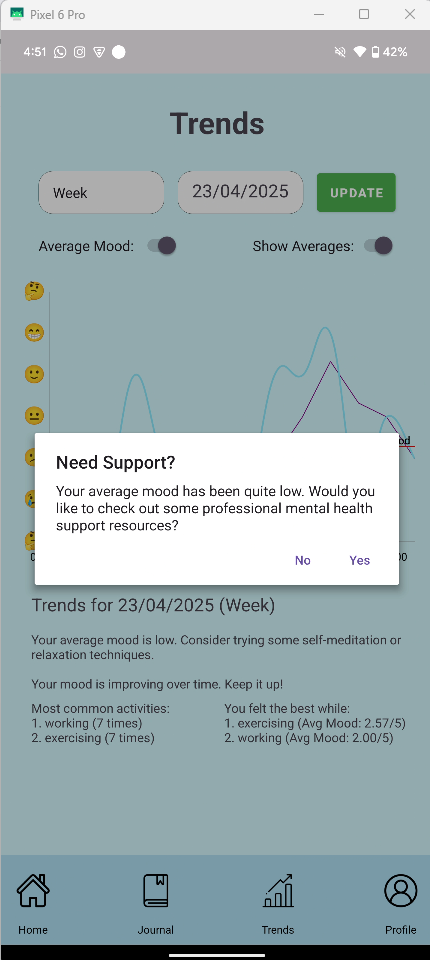 Pixel 6 Pro
4:51 42%
Trends
Week 23/04/2025 UPDATE
Average Mood: Show Averages:
Need Support?
Your average mood has been quite low. Would you
like to check out some professional mental health
support resources?
No Yes
Trends for 23/04/2025 (Week)
Your average mood is low. Consider trying some self-meditation or
relaxation techniques.
Your mood is improving over time. Keep it up!
Most common activities:
1. working (7 times)
2. exercising (7 times)
You felt the best while:
1. exercising (Avg Mood: 2.57/5)
2. working (Avg Mood: 2.00/5)
Home Journal Trends Profile